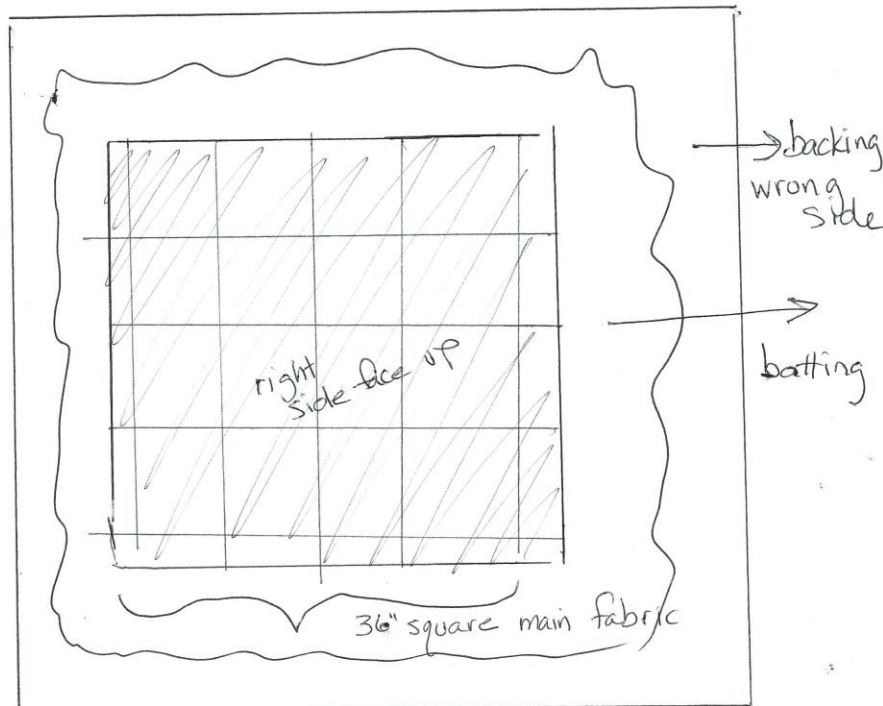 backing
wrong
side
batting
right
side face up
36" square main fabric